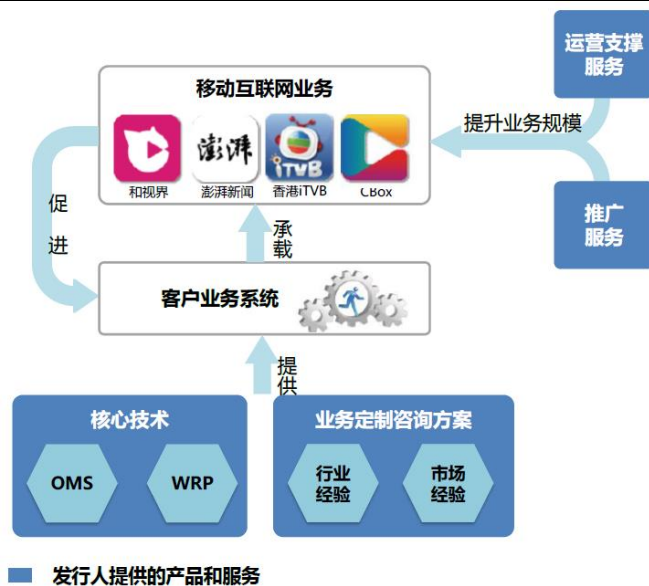 运营支撑
服务
移动互联网业务
提升业务规模
澎湃
iTVB
和视界
澎湃新闻
香港iTVB
CBox
促
进
承
载
推广
服务
客户业务系统
提
供
核心技术
业务定制咨询方案
OMS
WRP
行业
经验
市场
经验
发行人提供的产品和服务